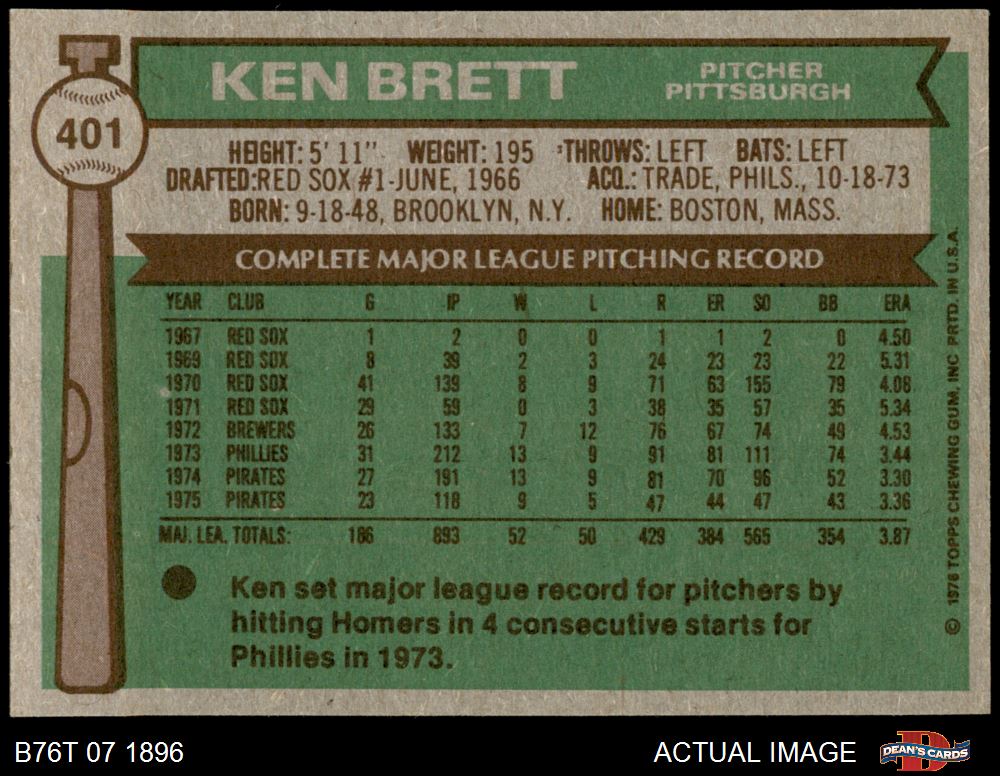 401
KEN BRETT
PITCHER
PITTSBURGH
HEIGHT: 5' 11" WEIGHT: 195 THROWS: LEFT BATS: LEFT
DRAFTED: RED SOX #1-JUNE, 1966 ACQ.: TRADE, PHILS., 10-18-73
BORN: 9-18-48, BROOKLYN, N.Y. HOME: BOSTON, MASS.
COMPLETE MAJOR LEAGUE PITCHING RECORD
YEAR CLUB G IP W L R ER SO BB ERA
1967 RED SOX 1 2 0 0 1 1 2 0 4.50
1969 RED SOX 8 39 2 3 24 23 23 22 5.31
1970 RED SOX 41 139 8 9 71 63 155 79 4.08
1971 RED SOX 29 59 0 3 38 35 57 35 5.34
1972 BREWERS 26 133 7 12 76 67 74 49 4.53
1973 PHILLIES 31 212 13 9 91 81 111 74 3.44
1974 PIRATES 27 191 13 9 81 70 96 52 3.30
1975 PIRATES 23 118 9 5 47 44 47 43 3.36
MAJ. LEA. TOTALS: 186 893 52 50 429 384 565 354 3.87
Ken set major league record for pitchers by
hitting Homers in 4 consecutive starts for
Phillies in 1973.
© 1976 TOPPS CHEWING GUM, INC PRTD. IN U.S.A.
B76T 07 1896
ACTUAL IMAGE
DEAN'S CARDS